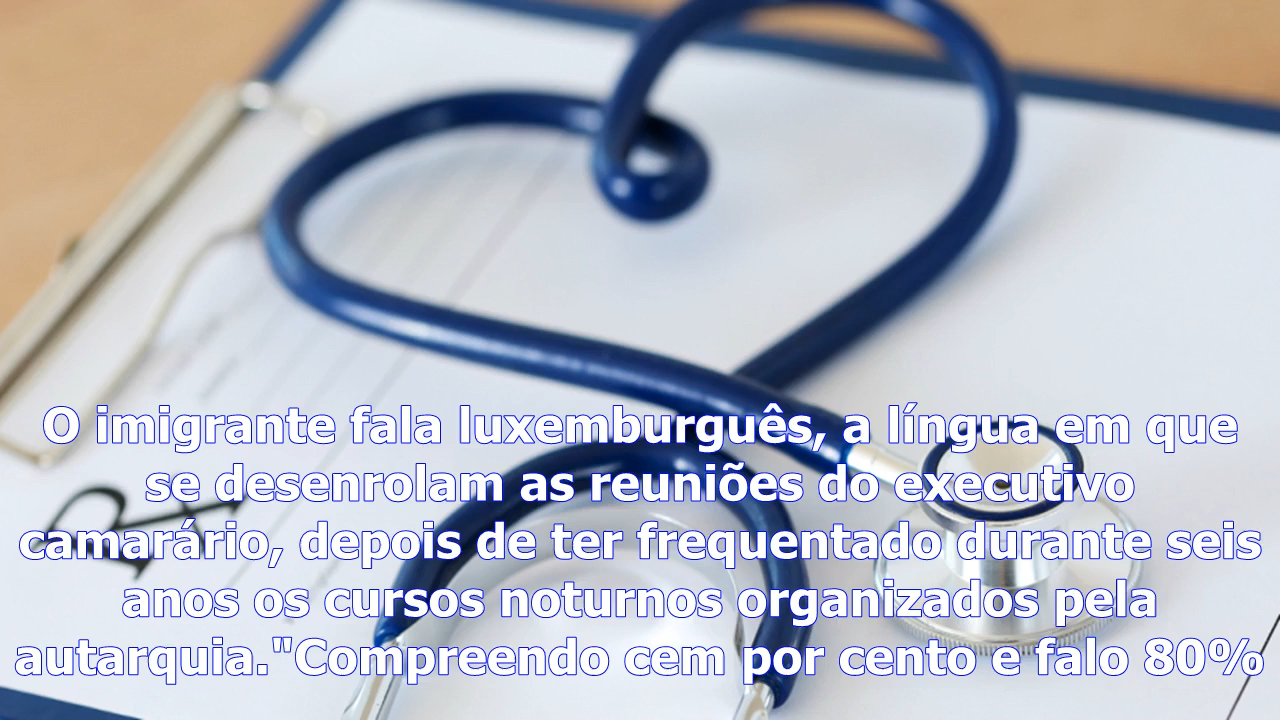 O imigrante fala luxemburguês, a língua em que
se desenrolam as reuniões do executivo
camarário, depois de ter frequentado durante seis
anos os cursos noturnos organizados pela
autarquia."Compreendo cem por cento e falo 80%
Rx